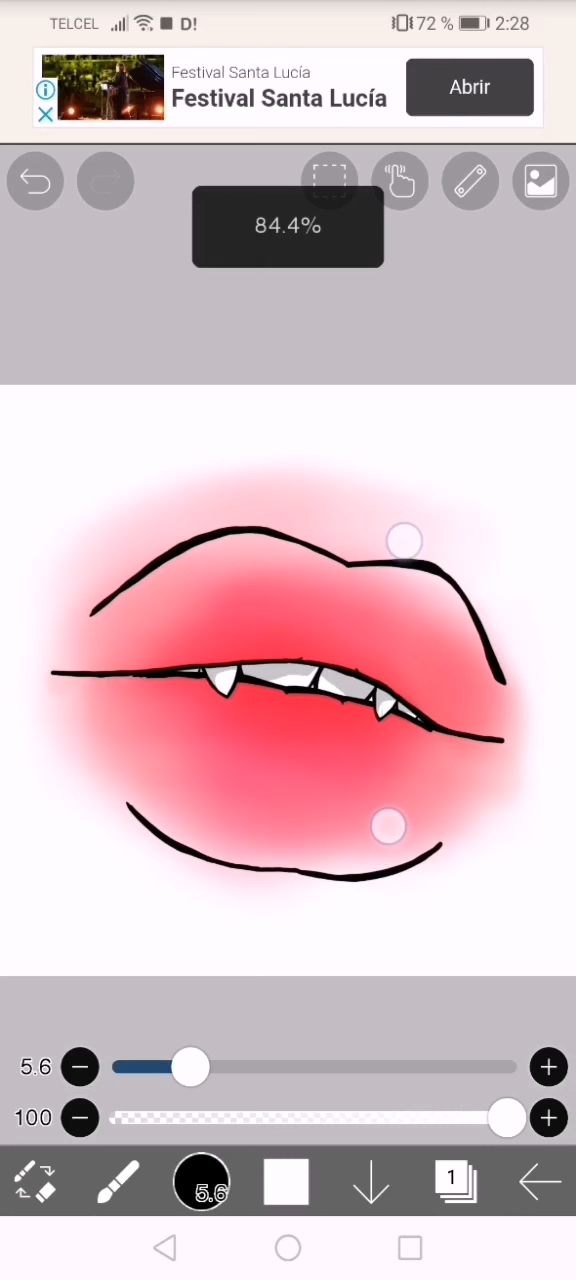 TELCEL D! 72 % 2:28
Festival Santa Lucía
Festival Santa Lucía
Abrir
84.4%
5.6
100
5.6
1